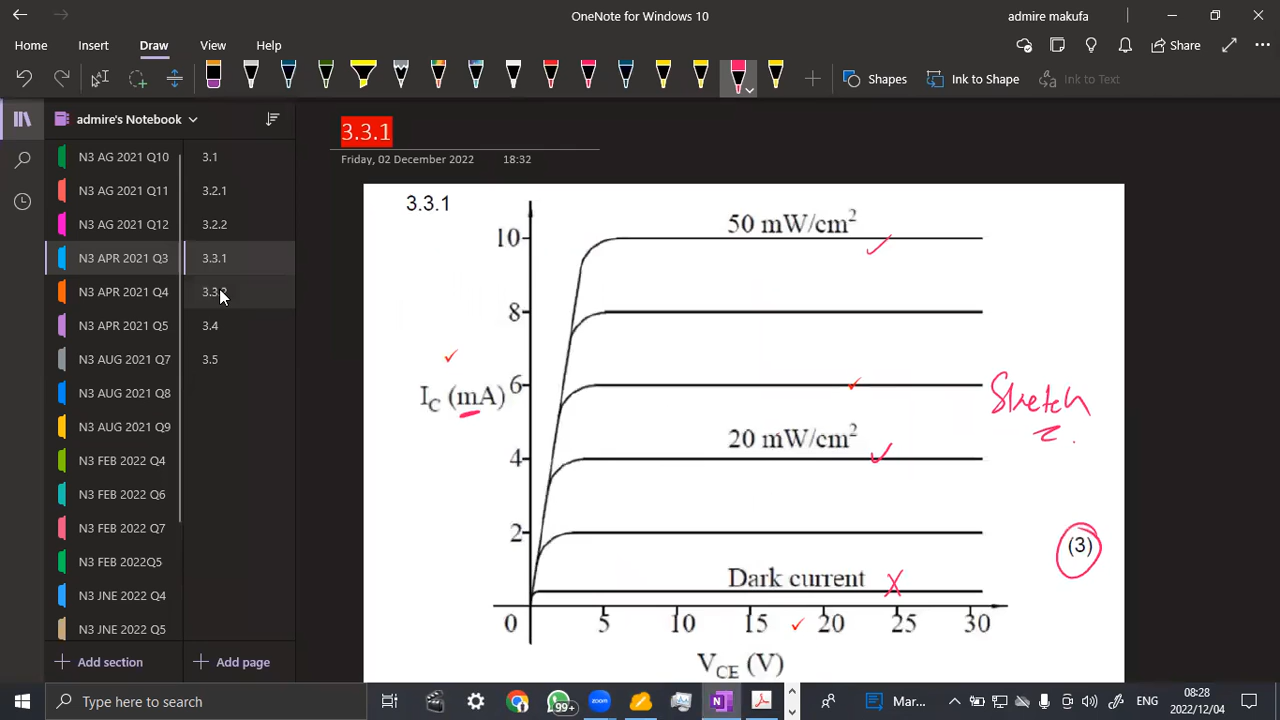 OneNote for Windows 10
admire makufa
Home
Insert
Draw
View
Help
Share
Shapes
Ink to Shape
Ink to Text
admire's Notebook
N3 AG 2021 Q10
N3 AG 2021 Q11
N3 AG 2021 Q12
N3 APR 2021 Q3
N3 APR 2021 Q4
N3 APR 2021 Q5
N3 AUG 2021 Q7
N3 AUG 2021 Q8
N3 AUG 2021 Q9
N3 FEB 2022 Q4
N3 FEB 2022 Q6
N3 FEB 2022 Q7
N3 FEB 2022Q5
N3 JNE 2022 Q4
N3 JNE 2022 Q5
Add section
3.1
3.2.1
3.2.2
3.3.1
3.3.2
3.4
3.5
Add page
3.3.1
Friday, 02 December 2022 18:32
3.3.1
50 mW/cm²
10
8
I_C (mA)
6
Stretch
20 mW/cm²
4
2
(3)
Dark current
0 5 10 15 20 25 30
V_CE (V)
Type here to search
99+
Mar...
ENG
08:28
2022/12/04